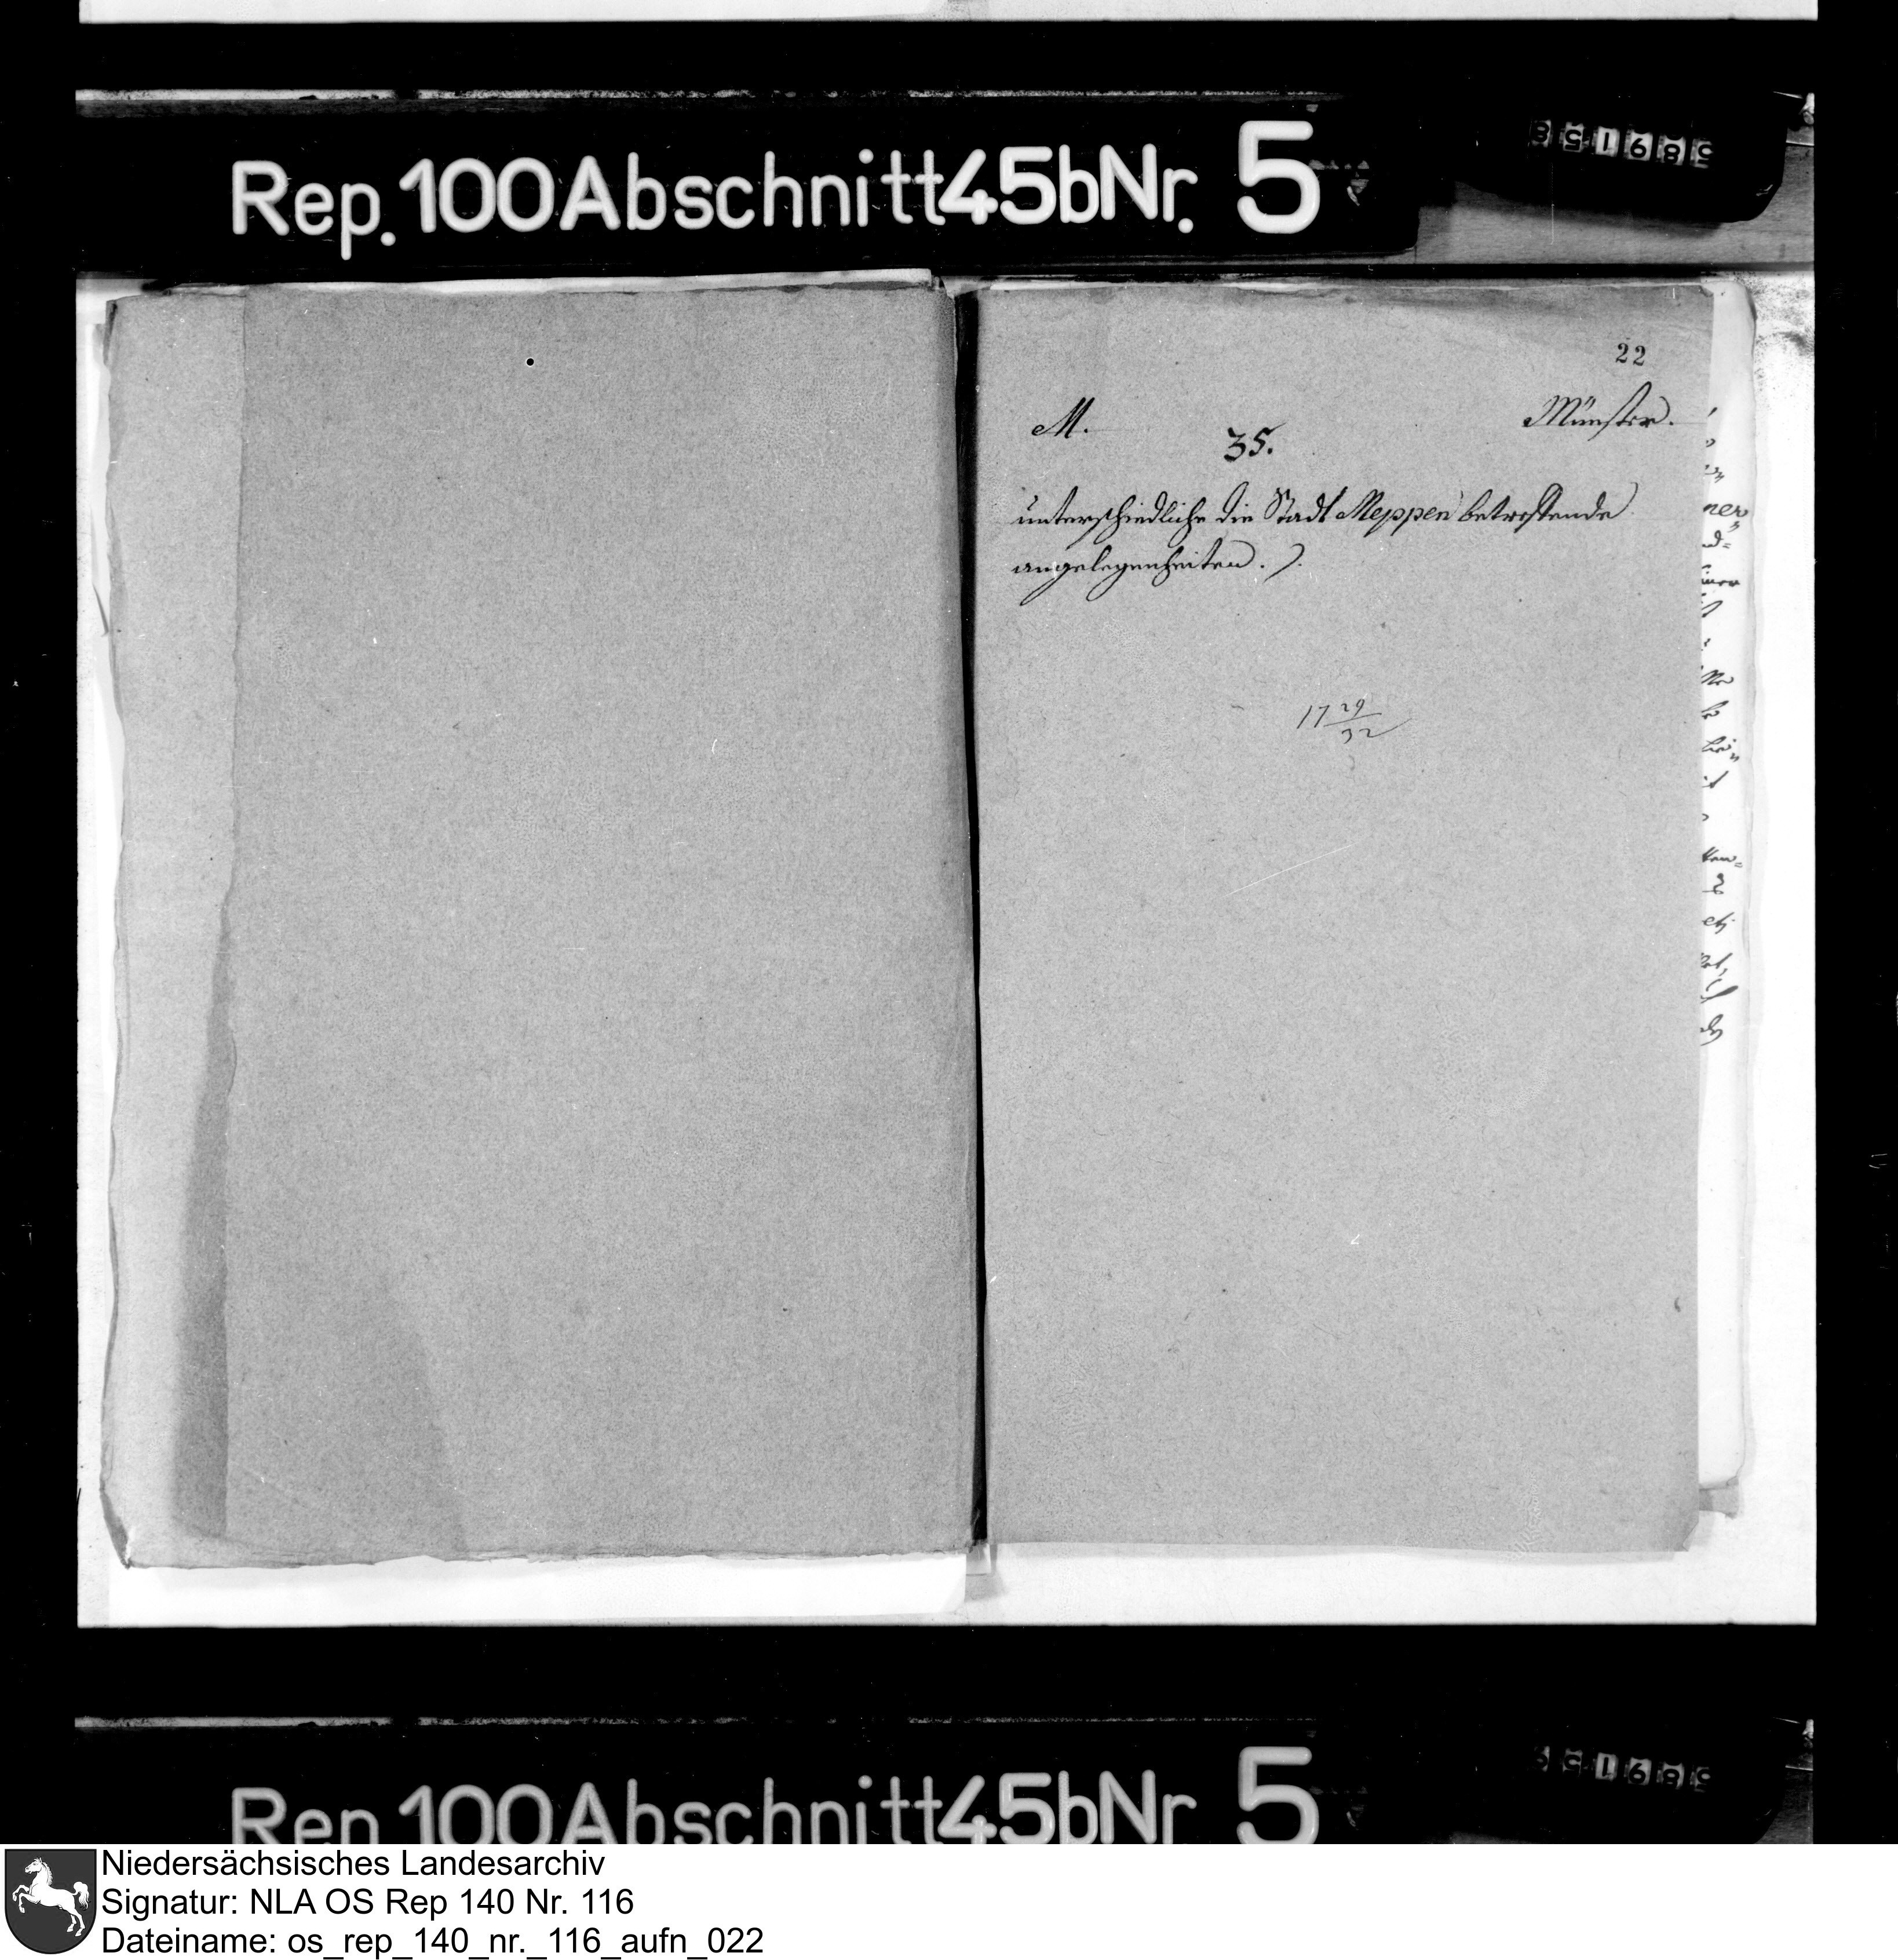 Rep. 100 Abschnitt 45b Nr. 5
589158
22
M.
Münster.
35.
unterschiedliche die Stadt Meppen betreffende
angelegenheiten.
17 29/32
Rep. 100 Abschnitt 45b Nr. 5
Niedersächsisches Landesarchiv
Signatur: NLA OS Rep 140 Nr. 116
Dateiname: os_rep_140_nr._116_aufn_022